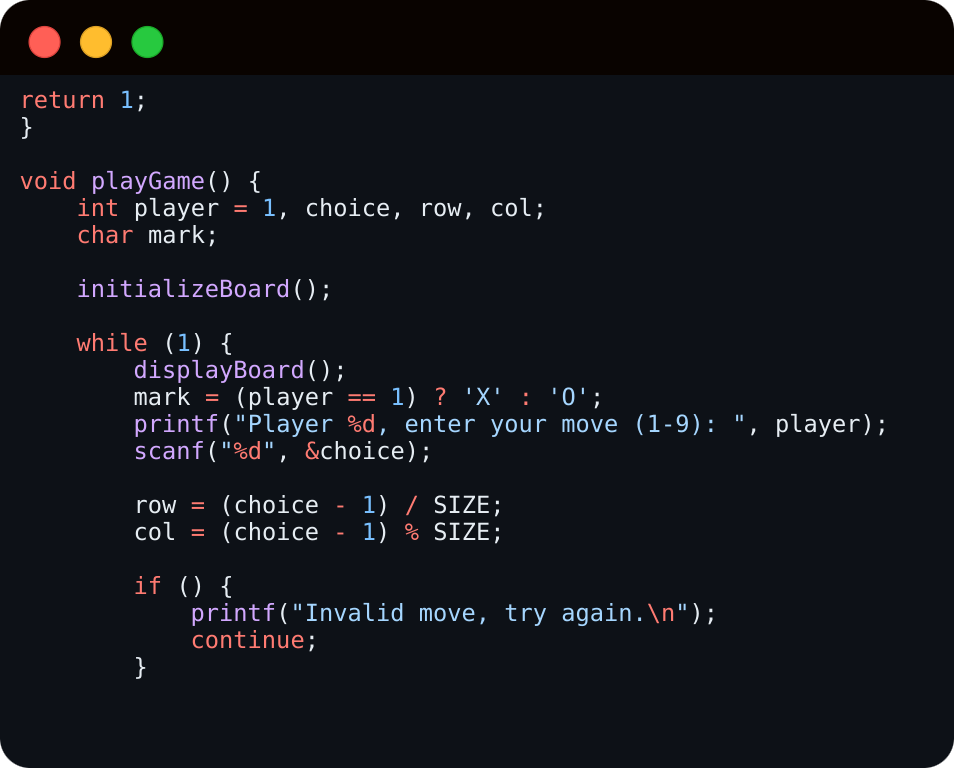 return 1;
}

void playGame() {
    int player = 1, choice, row, col;
    char mark;

    initializeBoard();

    while (1) {
        displayBoard();
        mark = (player == 1) ? 'X' : 'O';
        printf("Player %d, enter your move (1-9): ", player);
        scanf("%d", &choice);

        row = (choice - 1) / SIZE;
        col = (choice - 1) % SIZE;

        if () {
            printf("Invalid move, try again.\n");
            continue;
        }